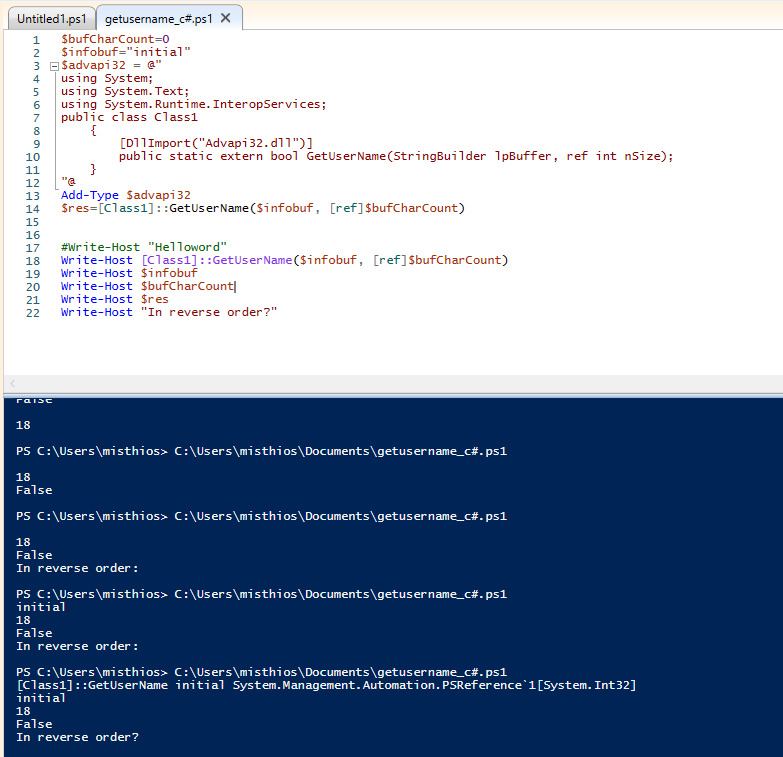 Untitled1.ps1 getusername_c#.ps1 X
1 $bufCharCount=0
2 $infobuf="initial"
3 $advapi32 = @"
4 using System;
5 using System.Text;
6 using System.Runtime.InteropServices;
7 public class Class1
8 {
9 [DllImport("Advapi32.dll")]
10 public static extern bool GetUserName(StringBuilder lpBuffer, ref int nSize);
11 }
12 "@
13 Add-Type $advapi32
14 $res=[Class1]::GetUserName($infobuf, [ref]$bufCharCount)
15
16
17 #Write-Host "Helloword"
18 Write-Host [Class1]::GetUserName($infobuf, [ref]$bufCharCount)
19 Write-Host $infobuf
20 Write-Host $bufCharCount
21 Write-Host $res
22 Write-Host "In reverse order?"
False
18
PS C:\Users\misthios> C:\Users\misthios\Documents\getusername_c#.ps1
18
False
PS C:\Users\misthios> C:\Users\misthios\Documents\getusername_c#.ps1
18
False
In reverse order:
PS C:\Users\misthios> C:\Users\misthios\Documents\getusername_c#.ps1
initial
18
False
In reverse order:
PS C:\Users\misthios> C:\Users\misthios\Documents\getusername_c#.ps1
[Class1]::GetUserName initial System.Management.Automation.PSReference`1[System.Int32]
initial
18
False
In reverse order?